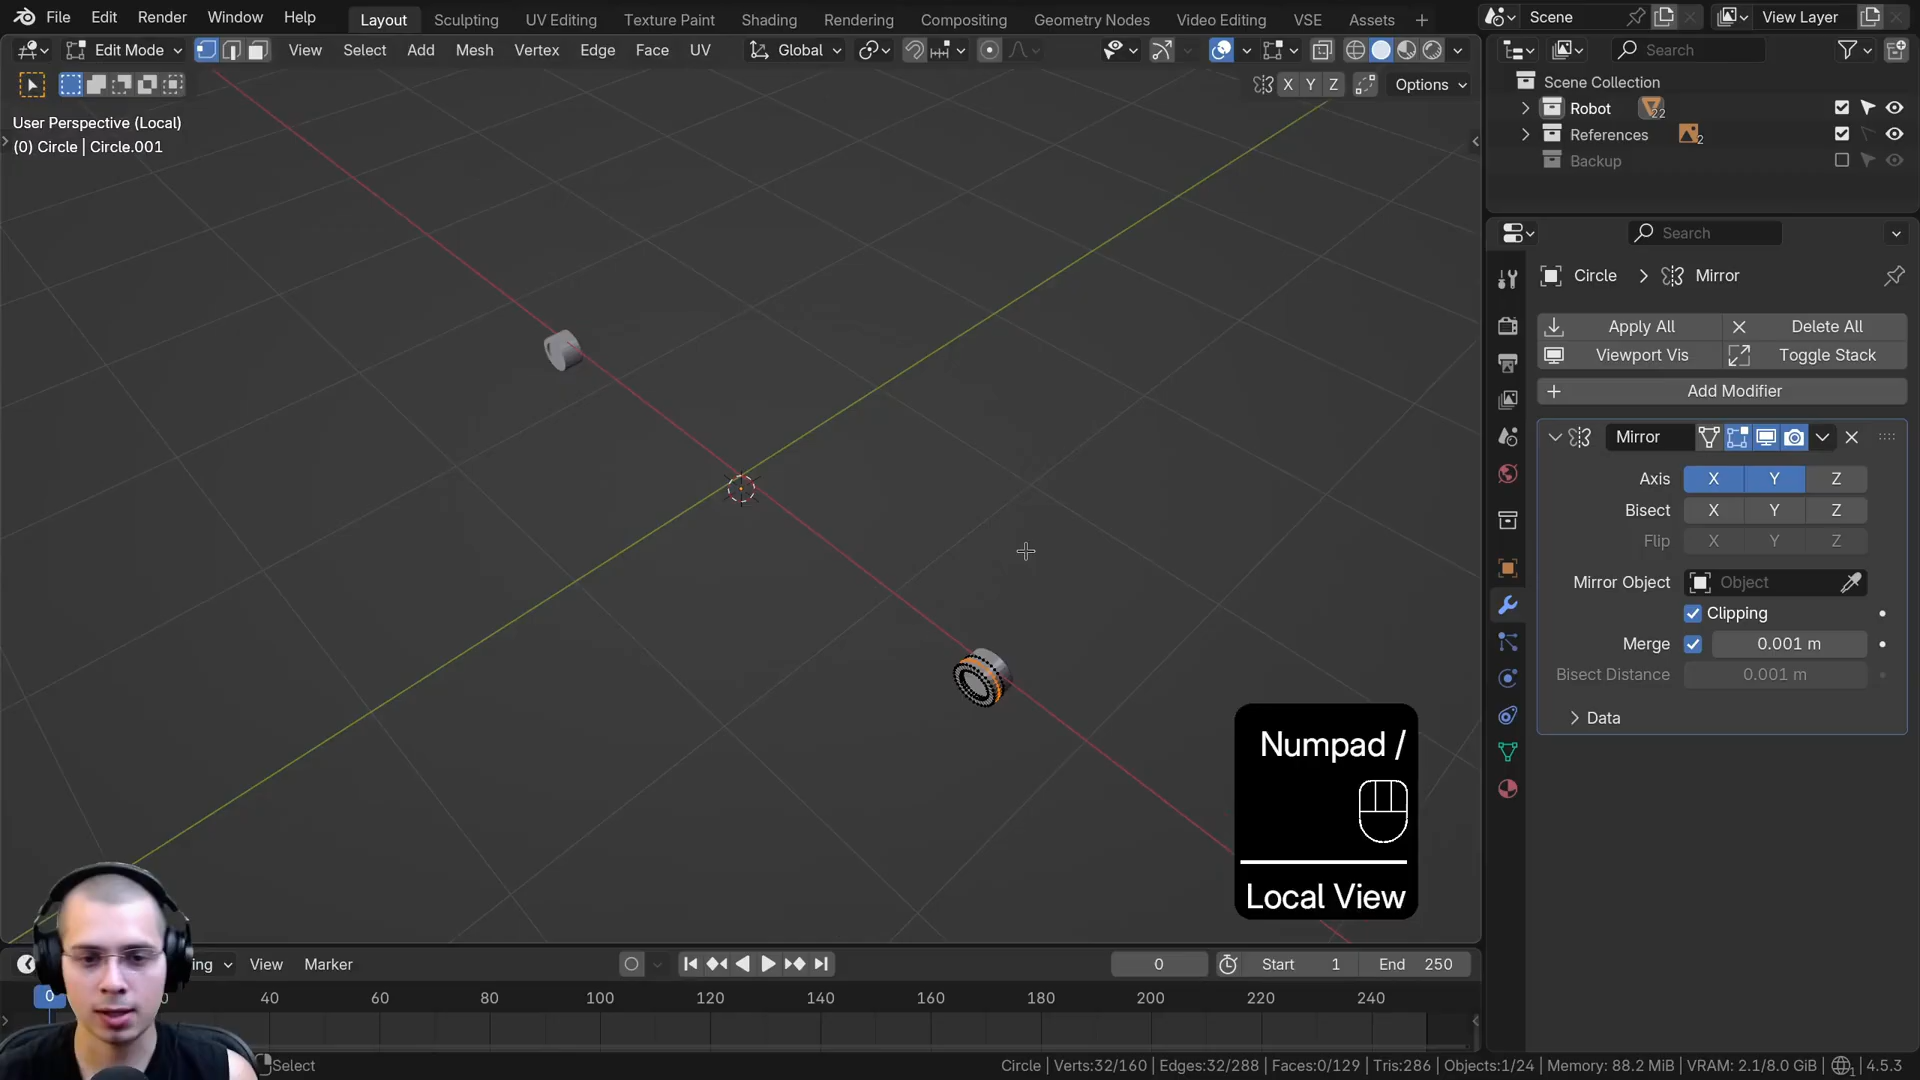 File Edit Render Window Help Layout Sculpting UV Editing Texture Paint Shading Rendering Compositing Geometry Nodes Video Editing VSE Assets Scene View Layer
Edit Mode View Select Add Mesh Vertex Edge Face UV Global Search
X Y Z Options
Scene Collection
Robot 22
References 2
Backup
User Perspective (Local)
(0) Circle | Circle.001
Search
Circle Mirror
Apply All Delete All
Viewport Vis Toggle Stack
Add Modifier
Mirror
Axis X Y Z
Bisect X Y Z
Flip X Y Z
Mirror Object Object
Clipping
Merge 0.001 m
Bisect Distance 0.001 m
Data
Numpad /
Local View
ing View Marker 0 Start 1 End 250
0 40 60 80 100 120 140 160 180 200 220 240
Select Circle | Verts:32/160 | Edges:32/288 | Faces:0/129 | Tris:286 | Objects:1/24 | Memory: 88.2 MiB | VRAM: 2.1/8.0 GiB | 1 4.5.3